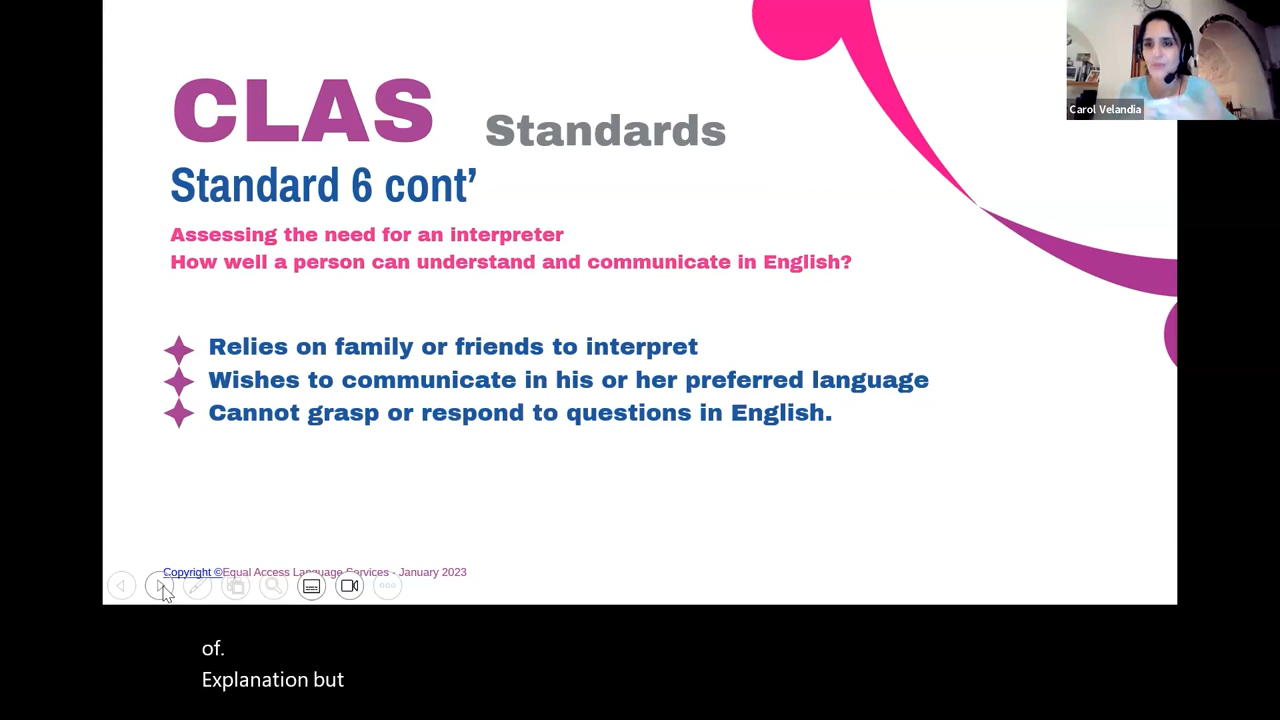 CLAS Standards
Carol Velandia
Standard 6 cont’
Assessing the need for an interpreter
How well a person can understand and communicate in English?
Relies on family or friends to interpret
Wishes to communicate in his or her preferred language
Cannot grasp or respond to questions in English.
Copyright ©Equal Access Language Services - January 2023
of.
Explanation but